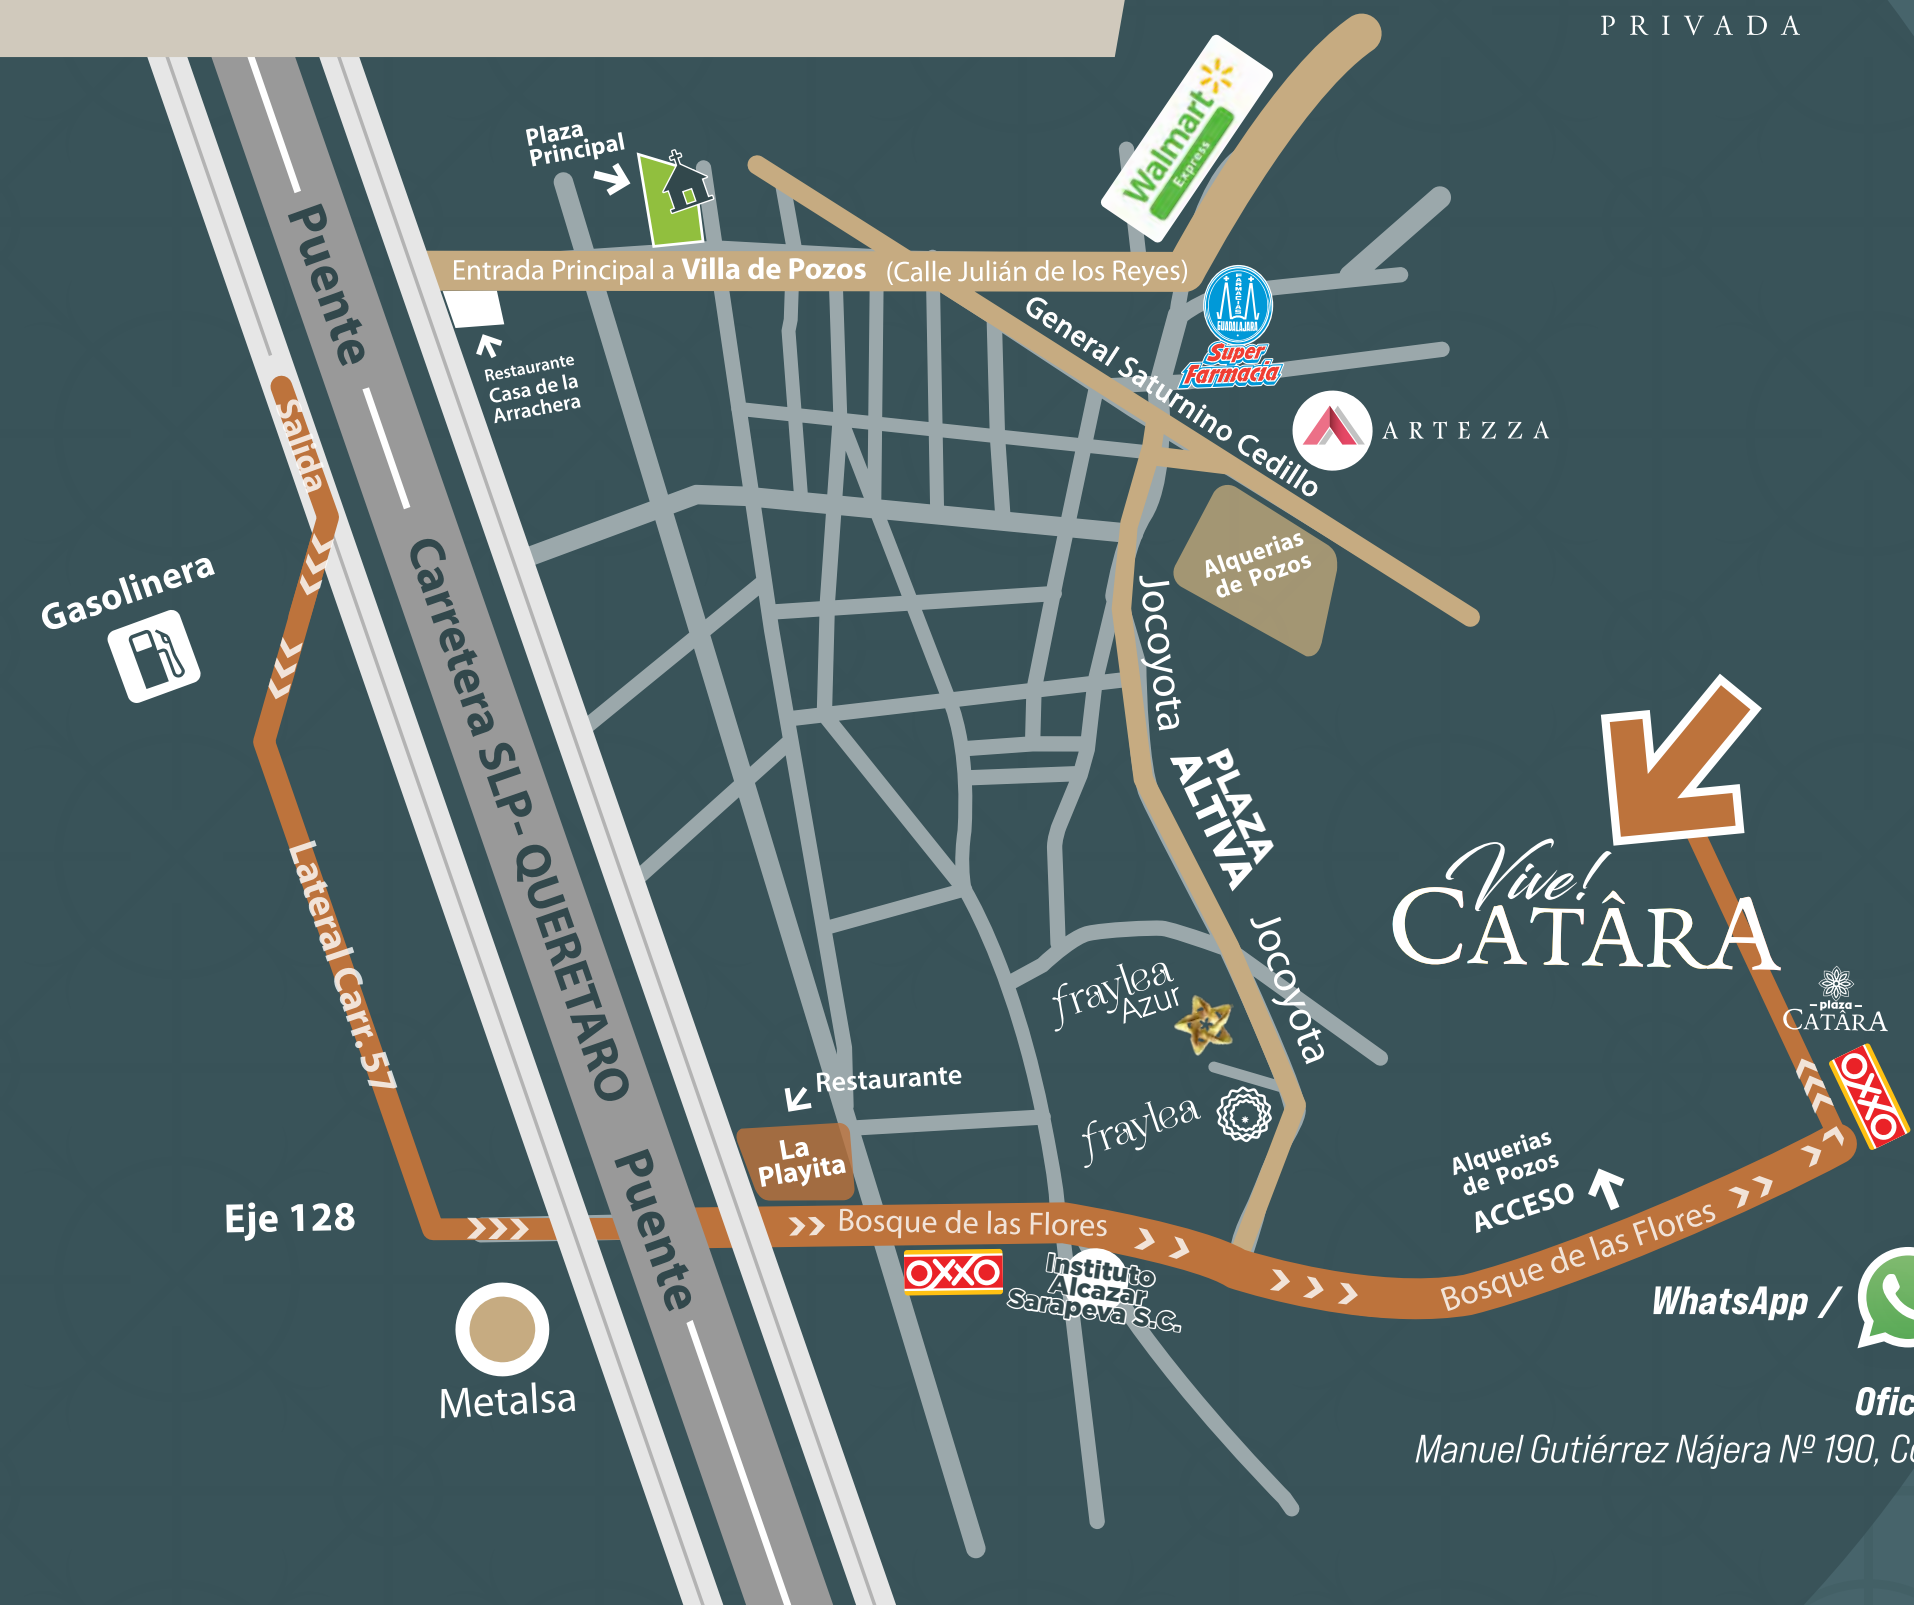 PRIVADA
Walmart
Express
Plaza
Principal
Puente
Entrada Principal a Villa de Pozos (Calle Julián de los Reyes)
FARMACIAS
GUADALAJARA
Super
Farmacia
General Saturnino Cedillo
Restaurante
Casa de la
Arrachera
Salida
ARTEZZA
Gasolinera
Carretera SLP-QUERETARO
Alquerias
de Pozos
Jocoyota
PLAZA
ALTIVA
Jocoyota
Vive!
CATÂRA
plaza
CATÂRA
OXXO
Lateral Carr. 57
fraylea
Azur
fraylea
Restaurante
La
Playita
Alquerias
de Pozos
ACCESO
Eje 128
Puente
Bosque de las Flores
Bosque de las Flores
OXXO
Instituto
Alcazar
Sarapeva S.C.
WhatsApp /
Metalsa
Ofic
Manuel Gutiérrez Nájera Nº 190, Co